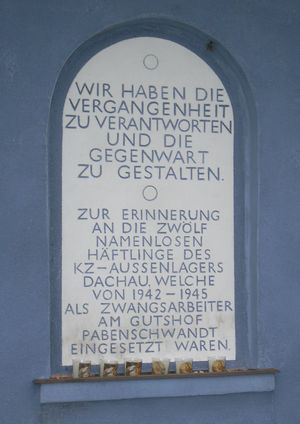 WIR HABEN DIE
VERGANGENHEIT
ZU VERANTWORTEN
UND DIE
GEGENWART
ZU GESTALTEN.
ZUR ERINNERUNG
AN DIE ZWÖLF
NAMENLOSEN
HÄFTLINGE DES
KZ-AUSSENLAGERS
DACHAU, WELCHE
VON 1942-1945
ALS ZWANGSARBEITER
AM GUTSHOF
PABENSCHWANDT
EINGESETZT WAREN.